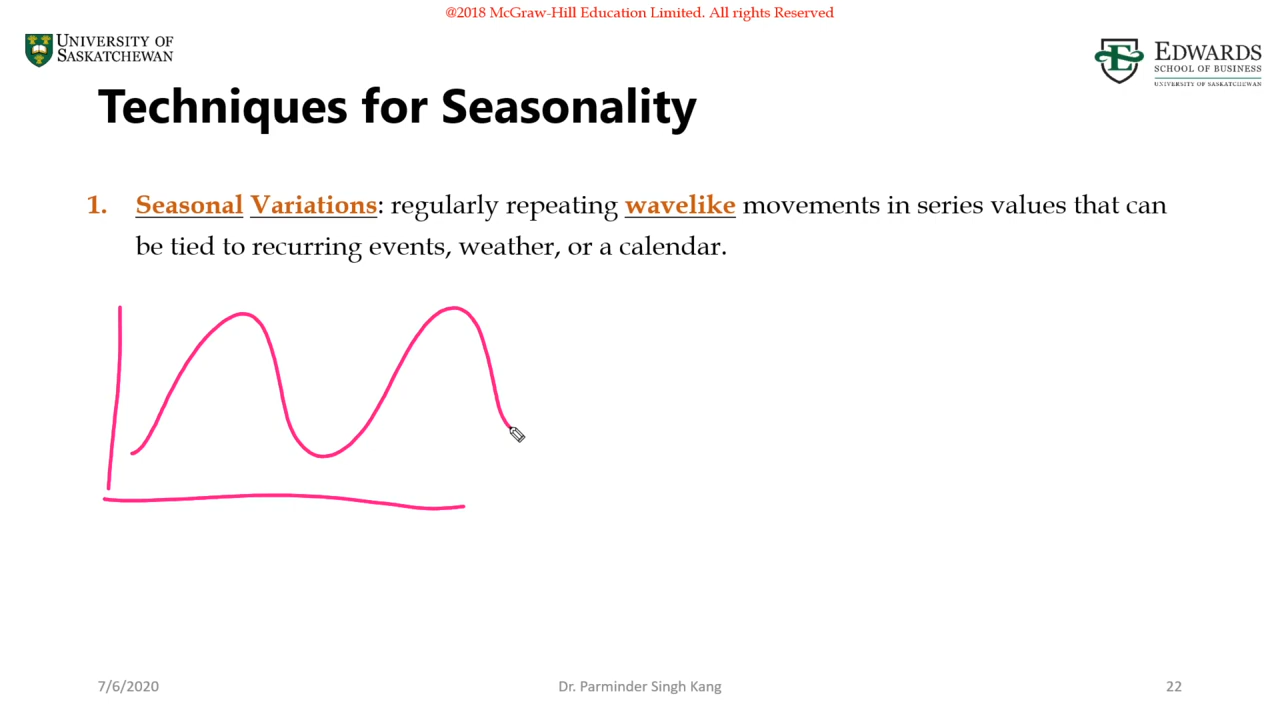 @2018 McGraw-Hill Education Limited. All rights Reserved
UNIVERSITY OF
SASKATCHEWAN
EDWARDS
SCHOOL OF BUSINESS
UNIVERSITY OF SASKATCHEWAN
Techniques for Seasonality
1. Seasonal Variations: regularly repeating wavelike movements in series values that can
be tied to recurring events, weather, or a calendar.
7/6/2020 Dr. Parminder Singh Kang 22